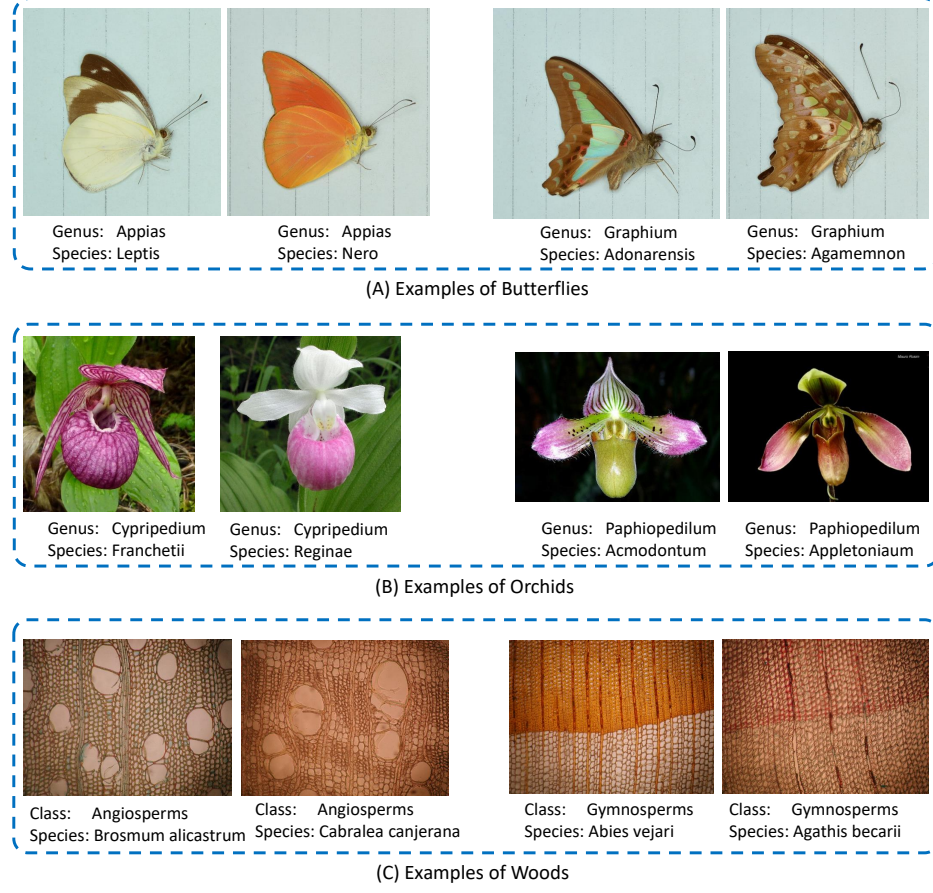 Genus: Appias
Species: Leptis
Genus: Appias
Species: Nero
Genus: Graphium
Species: Adonarensis
Genus: Graphium
Species: Agamemnon
(A) Examples of Butterflies
Genus: Cypripedium
Species: Franchetii
Genus: Cypripedium
Species: Reginae
Genus: Paphiopedilum
Species: Acmodontum
Genus: Paphiopedilum
Species: Appletoniaum
(B) Examples of Orchids
Class: Angiosperms
Species: Brosmum alicastrum
Class: Angiosperms
Species: Cabralea canjerana
Class: Gymnosperms
Species: Abies vejari
Class: Gymnosperms
Species: Agathis becarii
(C) Examples of Woods